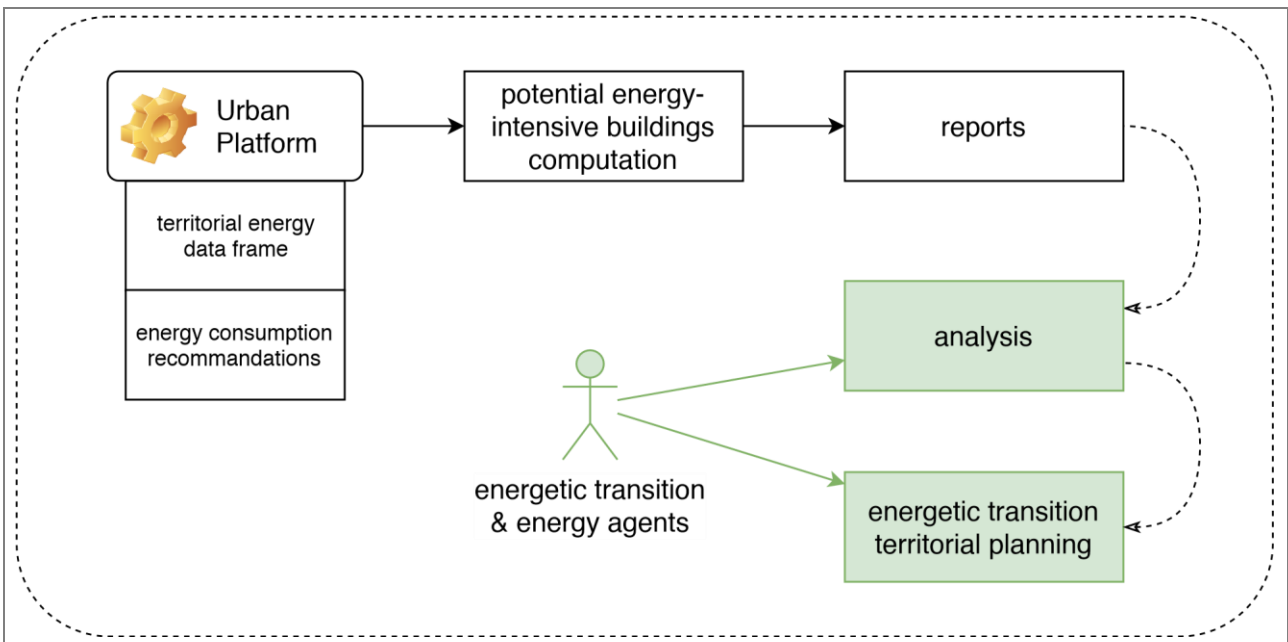 Urban
Platform
potential energy-
intensive buildings
computation
reports
territorial energy
data frame
energy consumption
recommandations
analysis
energetic transition
& energy agents
energetic transition
territorial planning